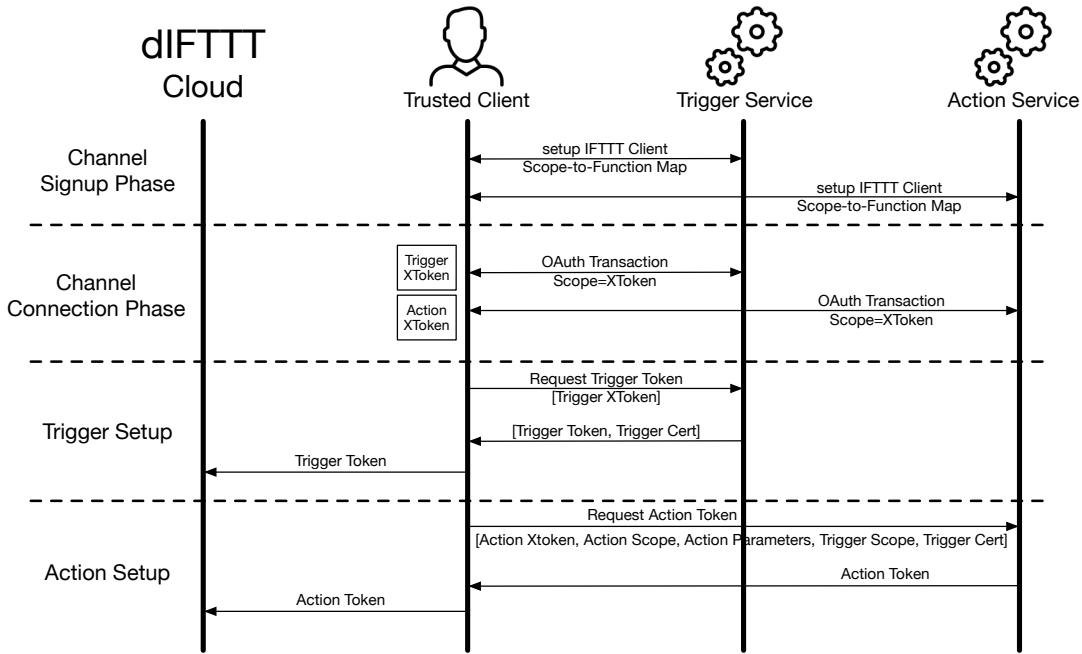 dIFTTT
Cloud
Trusted Client
Trigger Service
Action Service
Channel
Signup Phase
setup IFTTT Client
Scope-to-Function Map
setup IFTTT Client
Scope-to-Function Map
Channel
Connection Phase
Trigger
XToken
OAuth Transaction
Scope=XToken
Action
XToken
OAuth Transaction
Scope=XToken
Trigger Setup
Request Trigger Token
[Trigger XToken]
[Trigger Token, Trigger Cert]
Trigger Token
Action Setup
Request Action Token
[Action Xtoken, Action Scope, Action Parameters, Trigger Scope, Trigger Cert]
Action Token
Action Token